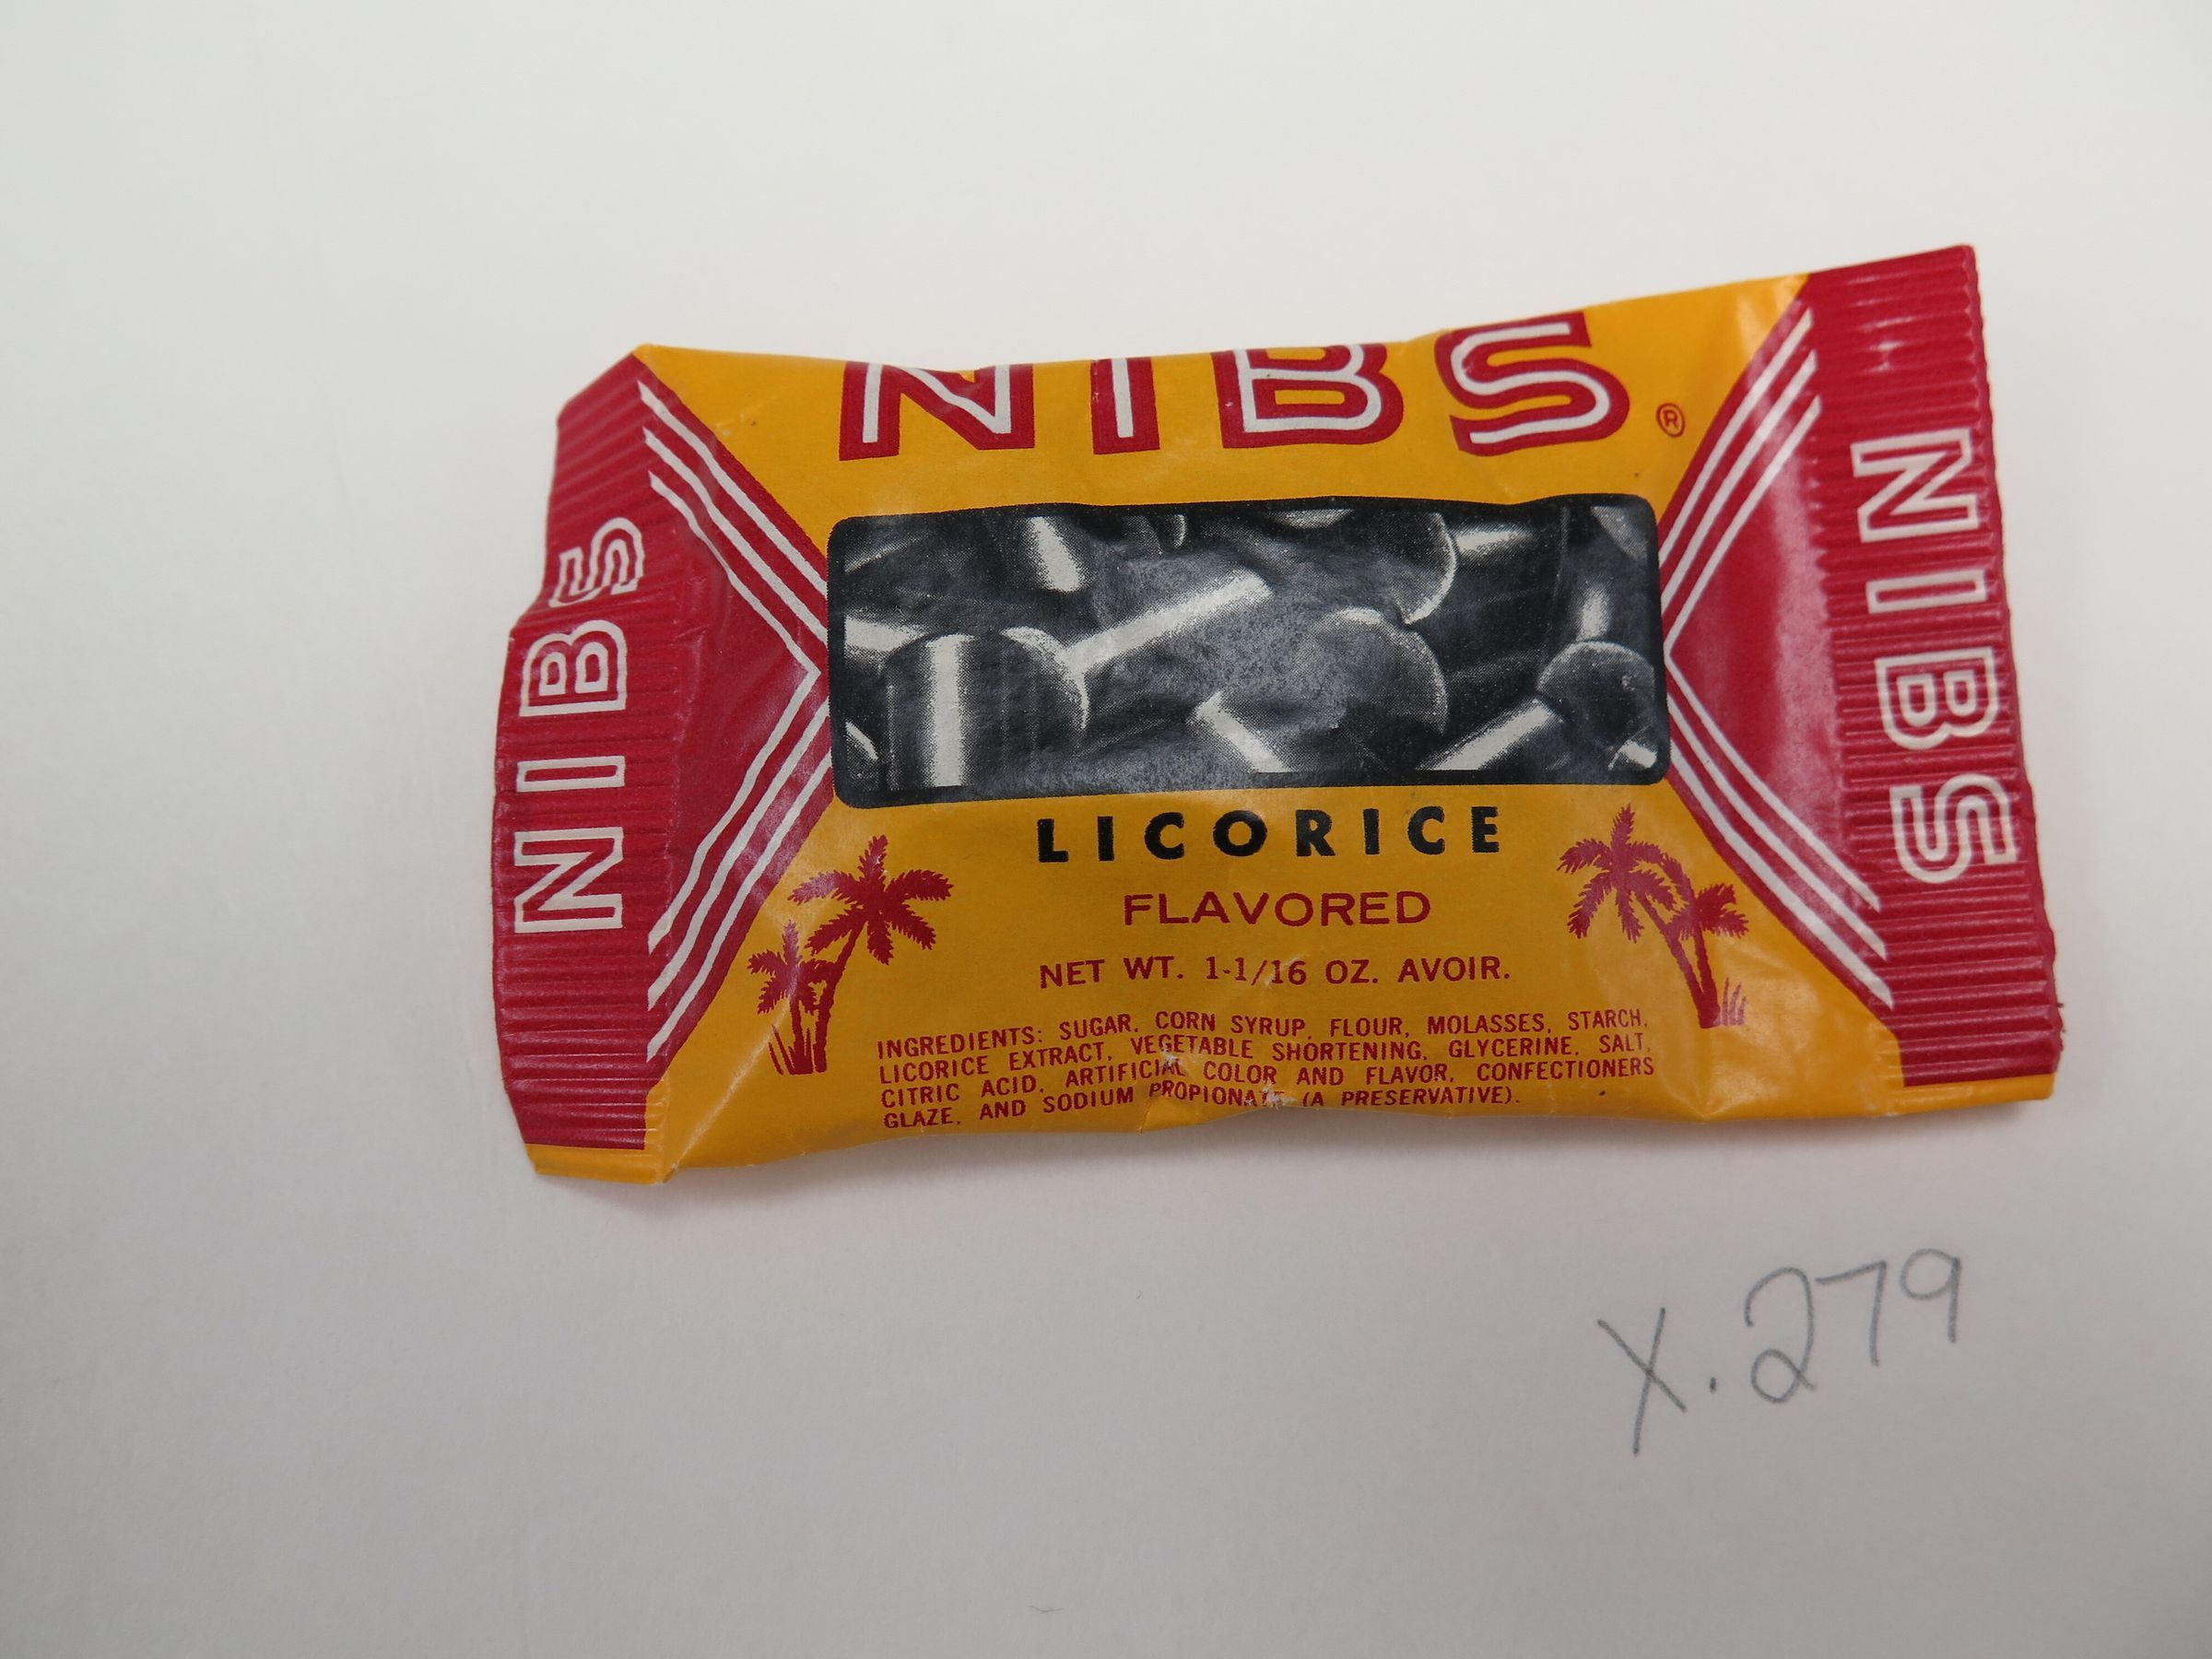 NIBS®
NIBS
NIBS
LICORICE
FLAVORED
NET WT. 1-1/16 OZ. AVOIR.
INGREDIENTS: SUGAR, CORN SYRUP, FLOUR, MOLASSES, STARCH,
LICORICE EXTRACT, VEGETABLE SHORTENING, GLYCERINE, SALT,
CITRIC ACID, ARTIFICIAL COLOR AND FLAVOR, CONFECTIONERS
GLAZE, AND SODIUM PROPIONATE (A PRESERVATIVE).
X.279